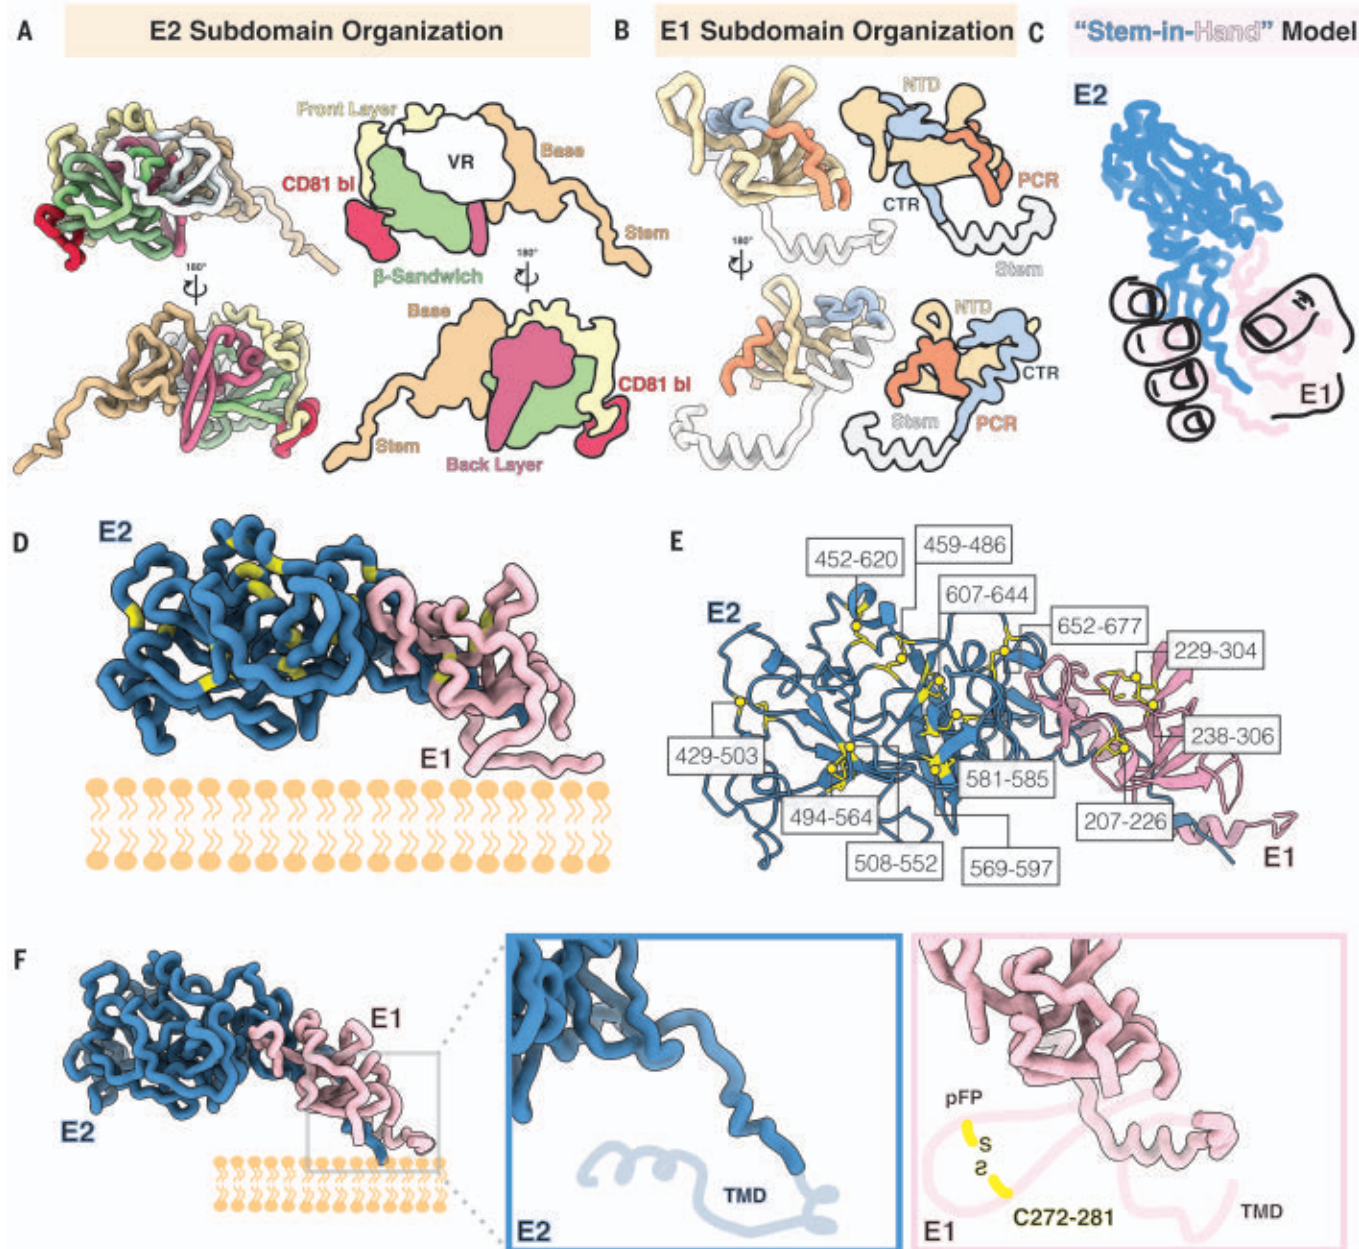 A
E2 Subdomain Organization
Front Layer
VR
Base
CD81 bl
Stem
β-Sandwich
180°
180°
Base
CD81 bl
Stem
Back Layer
B
E1 Subdomain Organization
NTD
PCR
CTR
Stem
180°
NTD
CTR
Stem
PCR
C
“Stem-in-Hand” Model
E2
E1
D
E2
E1
E
452-620
459-486
E2
607-644
652-677
229-304
429-503
238-306
581-585
494-564
207-226
508-552
569-597
E1
F
E1
E2
TMD
E2
pFP
S
S
C272-281
TMD
E1